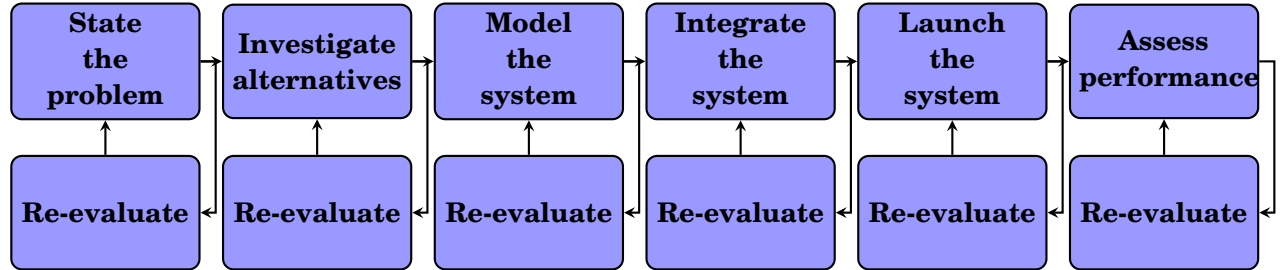 State
the
problem
Investigate
alternatives
Model
the
system
Integrate
the
system
Launch
the
system
Assess
performance
Re-evaluate
Re-evaluate
Re-evaluate
Re-evaluate
Re-evaluate
Re-evaluate